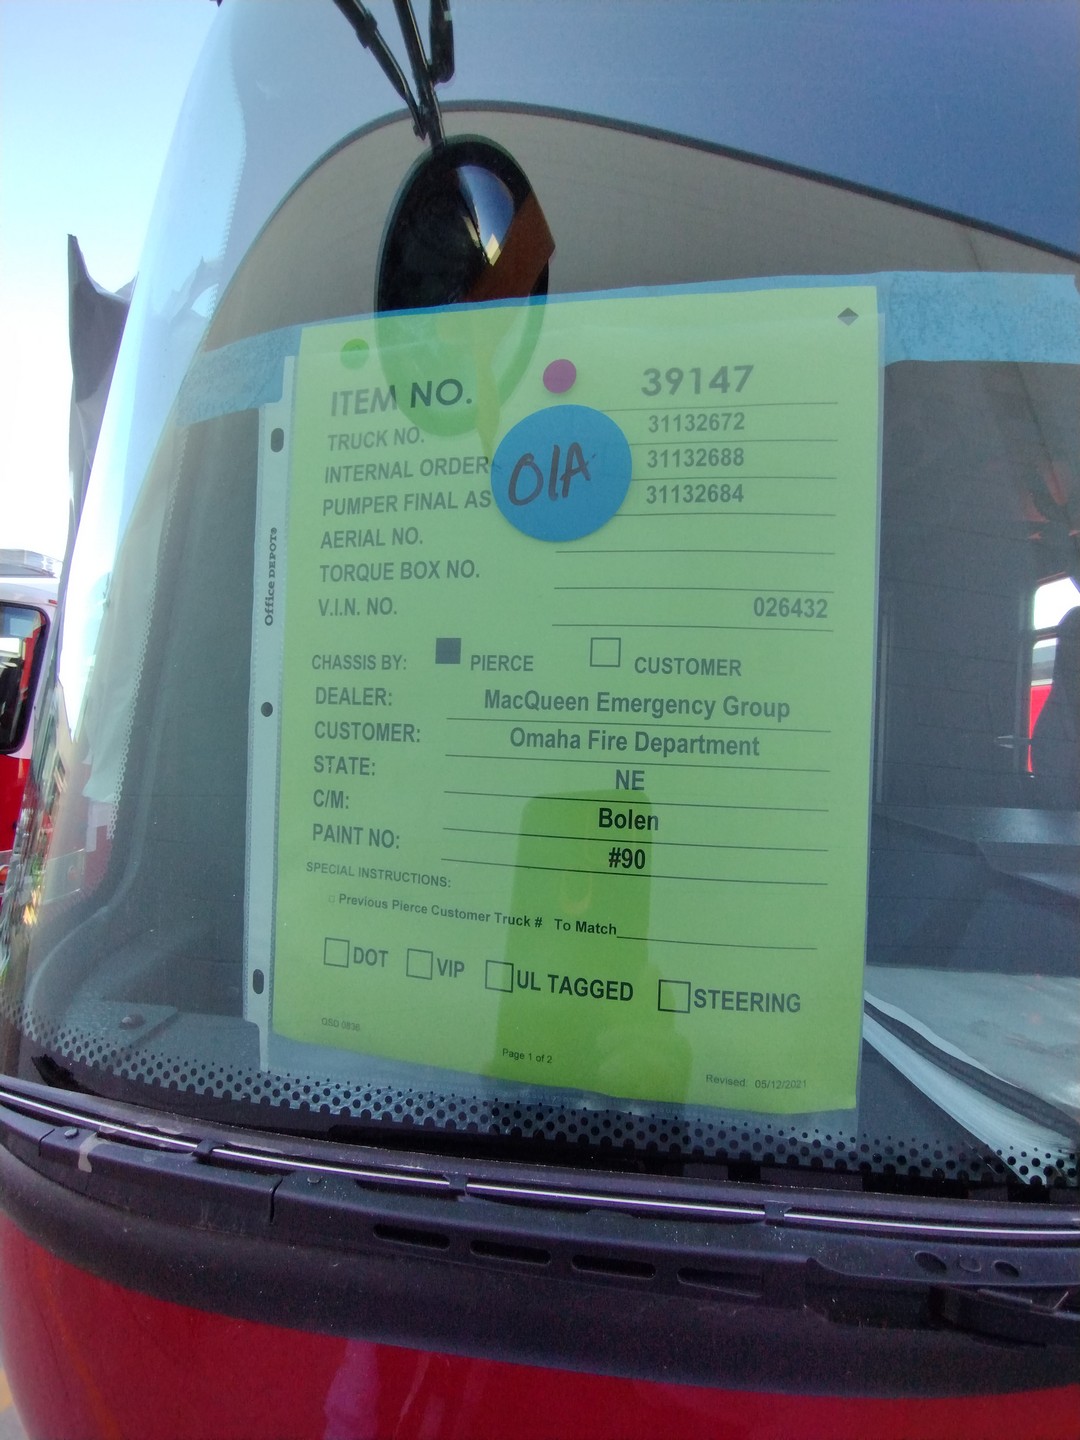 ITEM NO. 39147
TRUCK NO. 31132672
INTERNAL ORDER 31132688
PUMPER FINAL AS 31132684
OIA
AERIAL NO.
TORQUE BOX NO.
V.I.N. NO. 026432
CHASSIS BY: PIERCE CUSTOMER
DEALER: MacQueen Emergency Group
CUSTOMER: Omaha Fire Department
STATE: NE
C/M: Bolen
PAINT NO: #90
SPECIAL INSTRUCTIONS:
Previous Pierce Customer Truck # To Match
DOT VIP UL TAGGED STEERING
GSD 0836
Page 1 of 2
Revised: 05/12/2021
Office DEPOT®